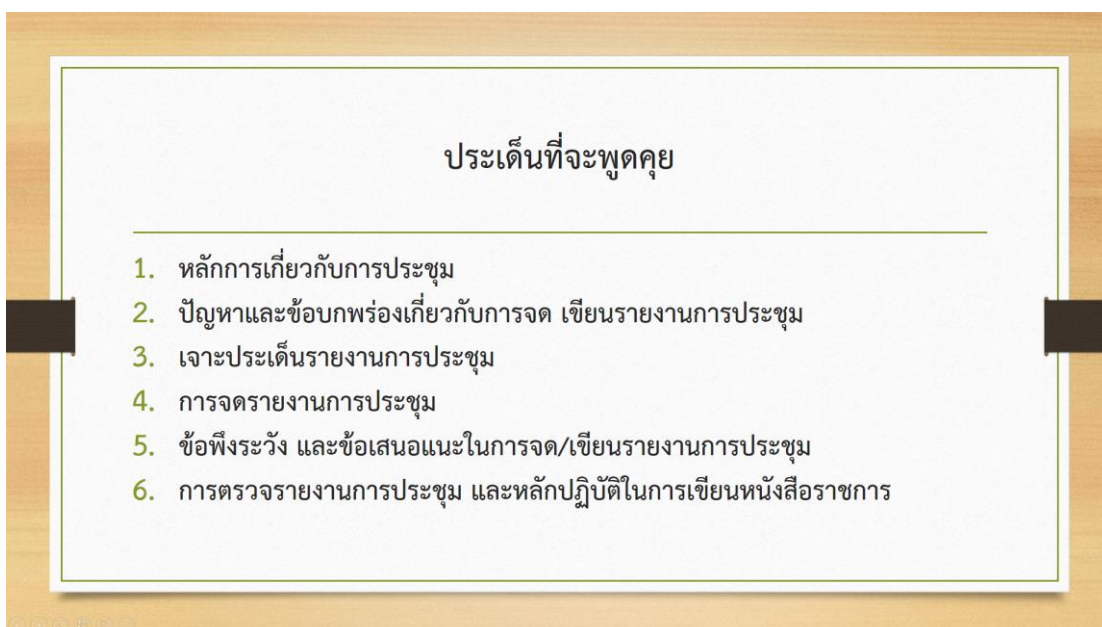 ประเด็นที่จะพูดคุย
1. หลักการเกี่ยวกับการประชุม
2. ปัญหาและข้อบกพร่องเกี่ยวกับการจด เขียนรายงานการประชุม
3. เจาะประเด็นรายงานการประชุม
4. การจดรายงานการประชุม
5. ข้อพึงระวัง และข้อเสนอแนะในการจด/เขียนรายงานการประชุม
6. การตรวจรายงานการประชุม และหลักปฏิบัติในการเขียนหนังสือราชการ